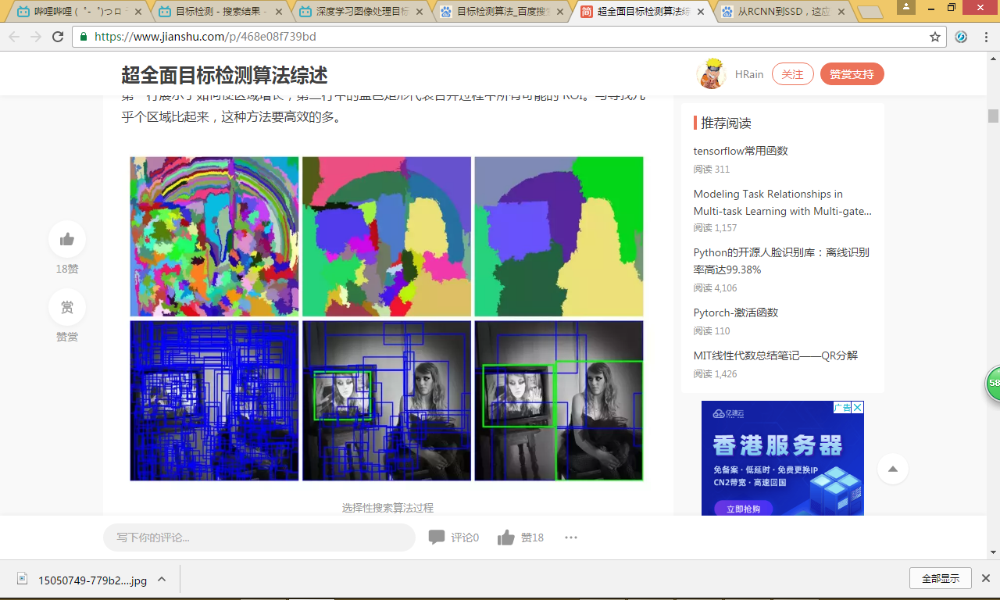 哔哩哔哩 ( ゜- ゜)つロ
目标检测 - 搜索结果 -
深度学习图像处理目标
目标检测算法_百度搜索
超全面目标检测算法综
从RCNN到SSD，这应
https://www.jianshu.com/p/468e08f739bd
超全面目标检测算法综述
HRain
关注
赞赏支持
第一行展示了如何使区域增长，第二行中的蓝色矩形代表合并过程中所有可能的 ROI。与寻找几
乎个区域比起来，这种方法要高效的多。
18赞
赏
赞赏
选择性搜索算法过程
推荐阅读
tensorflow常用函数
阅读 311
Modeling Task Relationships in
Multi-task Learning with Multi-gate...
阅读 1,157
Python的开源人脸识别库：离线识别
率高达99.38%
阅读 4,106
Pytorch-激活函数
阅读 110
MIT线性代数总结笔记——QR分解
阅读 1,426
58
广告
亿速云
香港服务器
免备案·低延时·免费更换IP
CN2带宽·高速回国
立即抢购
写下你的评论...
评论0
赞18
15050749-779b2....jpg
全部显示